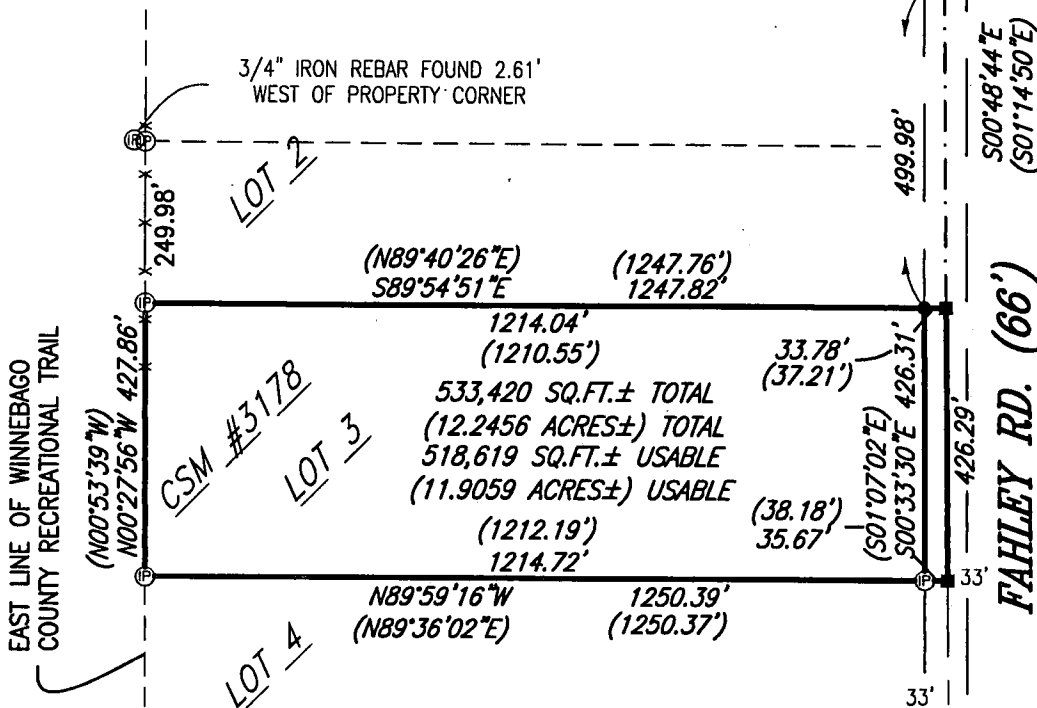 3/4" IRON REBAR FOUND 2.61'
WEST OF PROPERTY CORNER
S00°48'44"E
(S01°14'50"E)
IR
IP
LOT 2
499.98'
249.98'
(N89°40'26"E) (1247.76')
S89°54'51"E 1247.82'
IP
1214.04'
(1210.55')
33.78'
(37.21')
EAST LINE OF WINNEBAGO
COUNTY RECREATIONAL TRAIL
(N00°53'39"W)
N00°27'56"W 427.86'
CSM #3178
LOT 3
533,420 SQ.FT.± TOTAL
(12.2456 ACRES±) TOTAL
518,619 SQ.FT.± USABLE
(11.9059 ACRES±) USABLE
(S01°07'02"E)
S00°33'30"E 426.31'
426.29'
FAHLEY RD. (66')
(1212.19')
1214.72'
(38.18')
35.67'
IP
IP
33'
N89°59'16"W 1250.39'
(N89°36'02"E) (1250.37')
LOT 4
33'